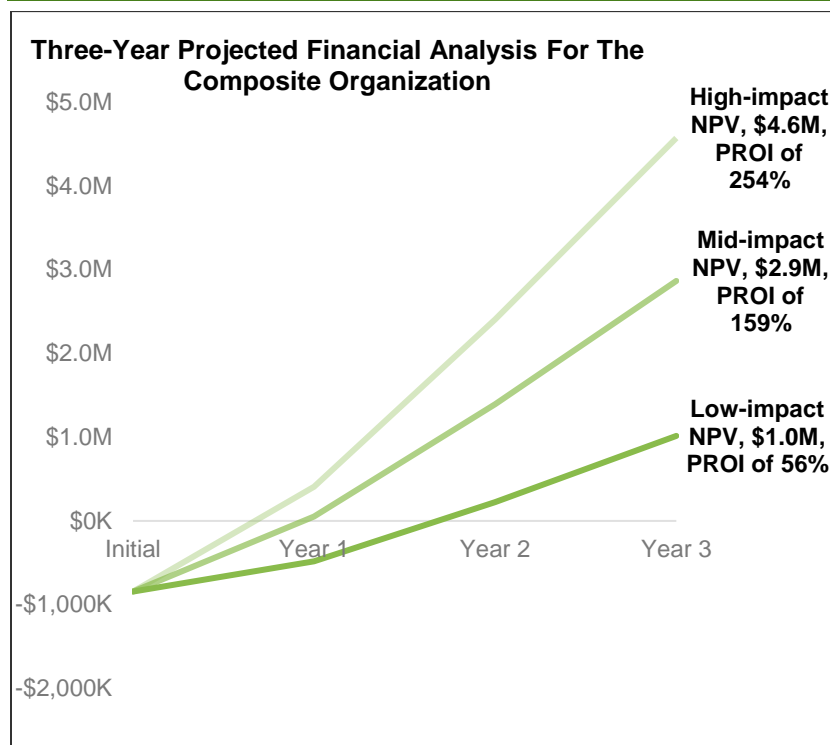 Three-Year Projected Financial Analysis For The
Composite Organization
$5.0M
$4.0M
$3.0M
$2.0M
$1.0M
$0K
-$1,000K
-$2,000K
Initial
Year 1
Year 2
Year 3
High-impact
NPV, $4.6M,
PROI of
254%
Mid-impact
NPV, $2.9M,
PROI of
159%
Low-impact
NPV, $1.0M,
PROI of 56%